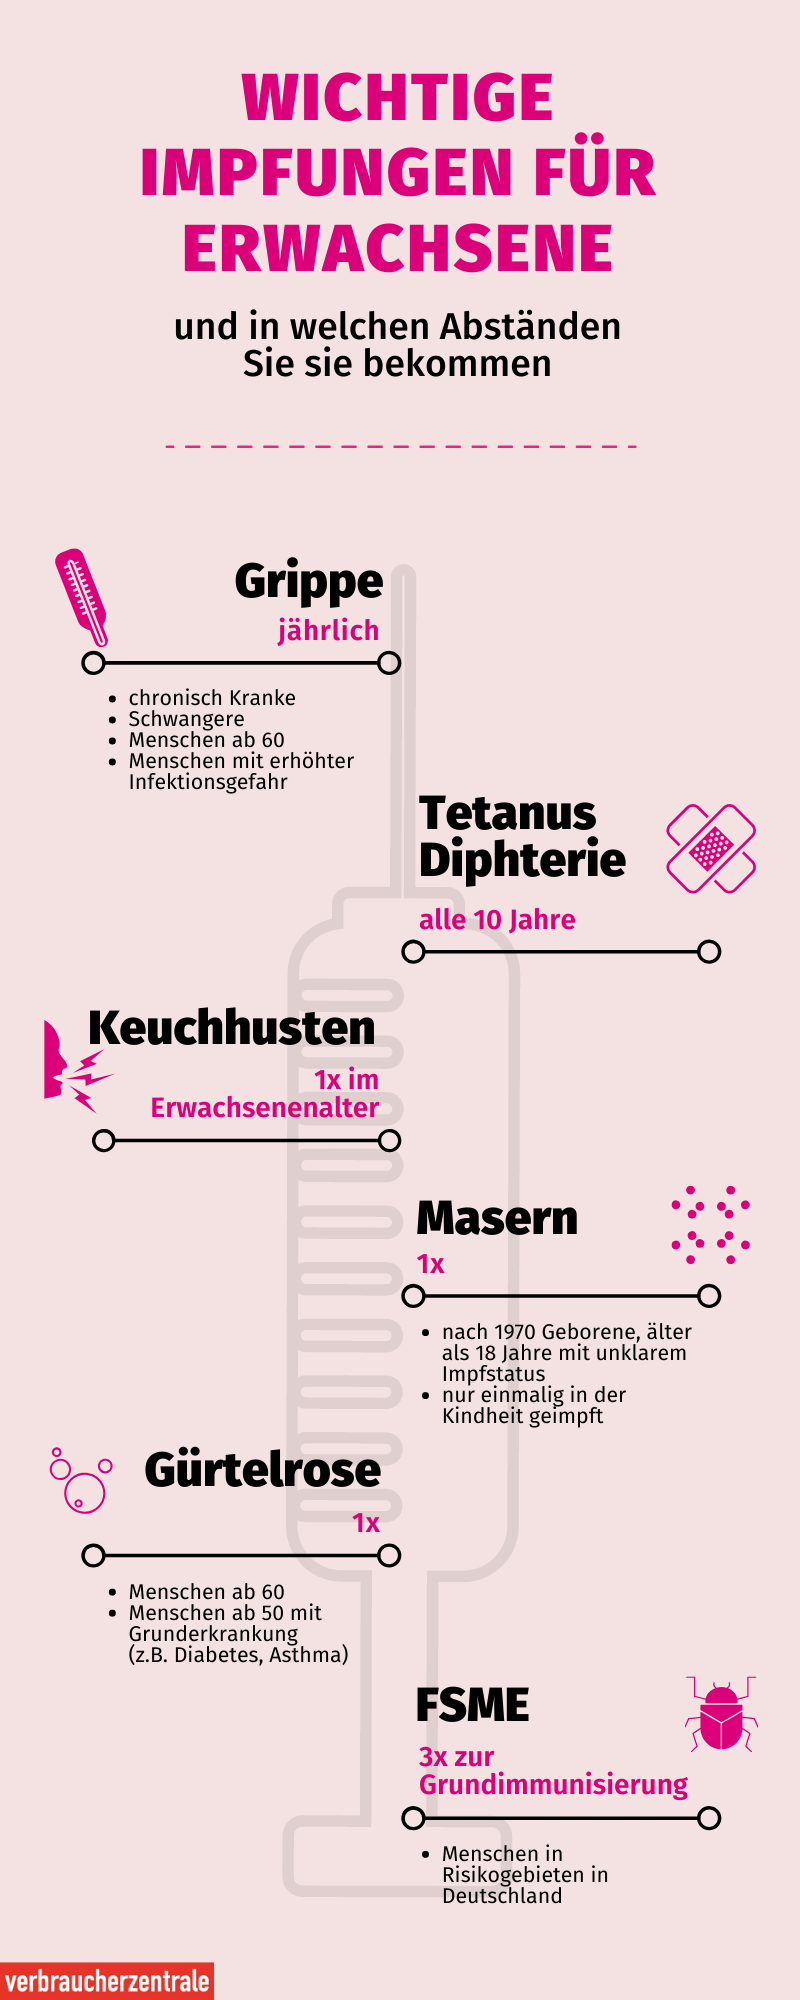 WICHTIGE
IMPFUNGEN FÜR
ERWACHSENE
und in welchen Abständen
Sie sie bekommen
Grippe
jährlich
• chronisch Kranke
• Schwangere
• Menschen ab 60
• Menschen mit erhöhter
Infektionsgefahr
Tetanus
Diphterie
alle 10 Jahre
Keuchhusten
1x im
Erwachsenenalter
Masern
1x
• nach 1970 Geborene, älter
als 18 Jahre mit unklarem
Impfstatus
• nur einmalig in der
Kindheit geimpft
Gürtelrose
1x
• Menschen ab 60
• Menschen ab 50 mit
Grunderkrankung
(z.B. Diabetes, Asthma)
FSME
3x zur
Grundimmunisierung
• Menschen in
Risikogebieten in
Deutschland
verbraucherzentrale